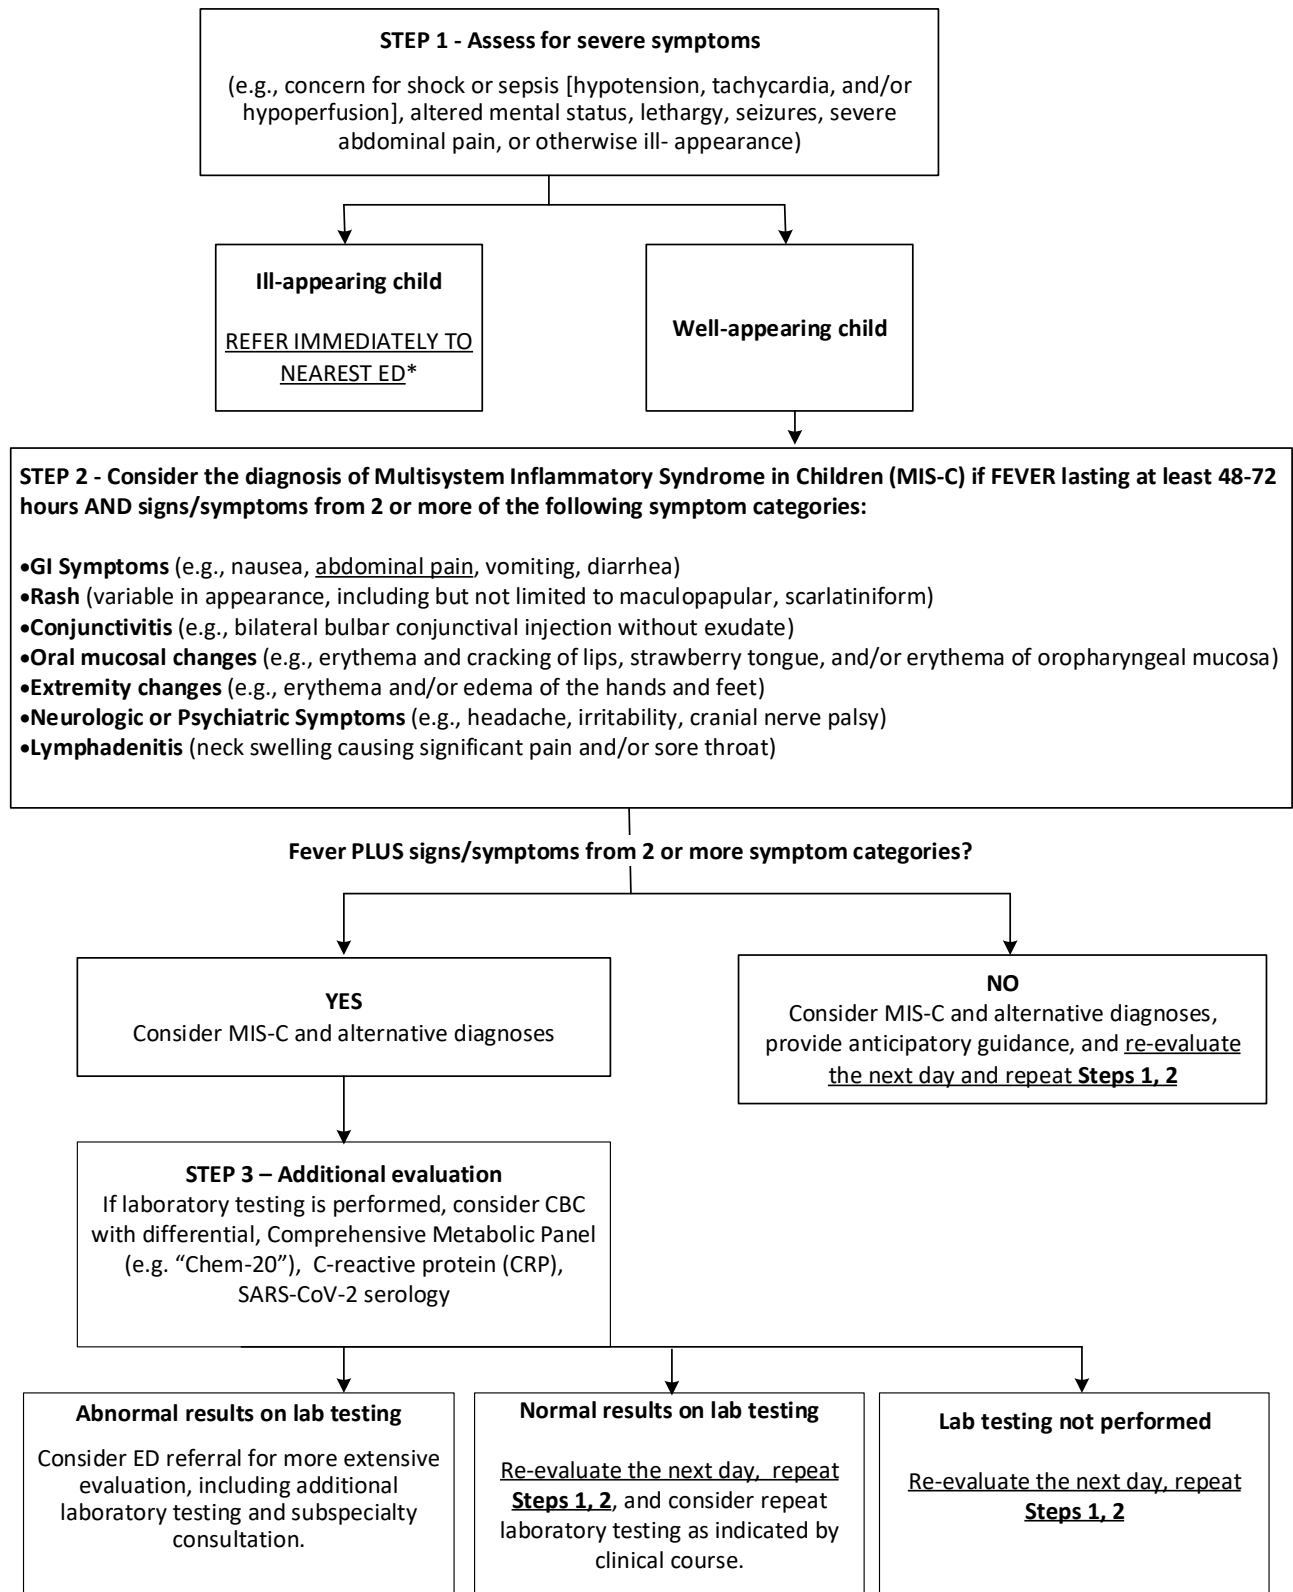 STEP 1 - Assess for severe symptoms
(e.g., concern for shock or sepsis [hypotension, tachycardia, and/or
hypoperfusion], altered mental status, lethargy, seizures, severe
abdominal pain, or otherwise ill- appearance)
Ill-appearing child
REFER IMMEDIATELY TO
NEAREST ED*
Well-appearing child
STEP 2 - Consider the diagnosis of Multisystem Inflammatory Syndrome in Children (MIS-C) if FEVER lasting at least 48-72
hours AND signs/symptoms from 2 or more of the following symptom categories:
•GI Symptoms (e.g., nausea, abdominal pain, vomiting, diarrhea)
•Rash (variable in appearance, including but not limited to maculopapular, scarlatiniform)
•Conjunctivitis (e.g., bilateral bulbar conjunctival injection without exudate)
•Oral mucosal changes (e.g., erythema and cracking of lips, strawberry tongue, and/or erythema of oropharyngeal mucosa)
•Extremity changes (e.g., erythema and/or edema of the hands and feet)
•Neurologic or Psychiatric Symptoms (e.g., headache, irritability, cranial nerve palsy)
•Lymphadenitis (neck swelling causing significant pain and/or sore throat)
Fever PLUS signs/symptoms from 2 or more symptom categories?
YES
Consider MIS-C and alternative diagnoses
NO
Consider MIS-C and alternative diagnoses,
provide anticipatory guidance, and re-evaluate
the next day and repeat Steps 1, 2
STEP 3 – Additional evaluation
If laboratory testing is performed, consider CBC
with differential, Comprehensive Metabolic Panel
(e.g. “Chem-20”), C-reactive protein (CRP),
SARS-CoV-2 serology
Abnormal results on lab testing
Consider ED referral for more extensive
evaluation, including additional
laboratory testing and subspecialty
consultation.
Normal results on lab testing
Re-evaluate the next day, repeat
Steps 1, 2, and consider repeat
laboratory testing as indicated by
clinical course.
Lab testing not performed
Re-evaluate the next day, repeat
Steps 1, 2